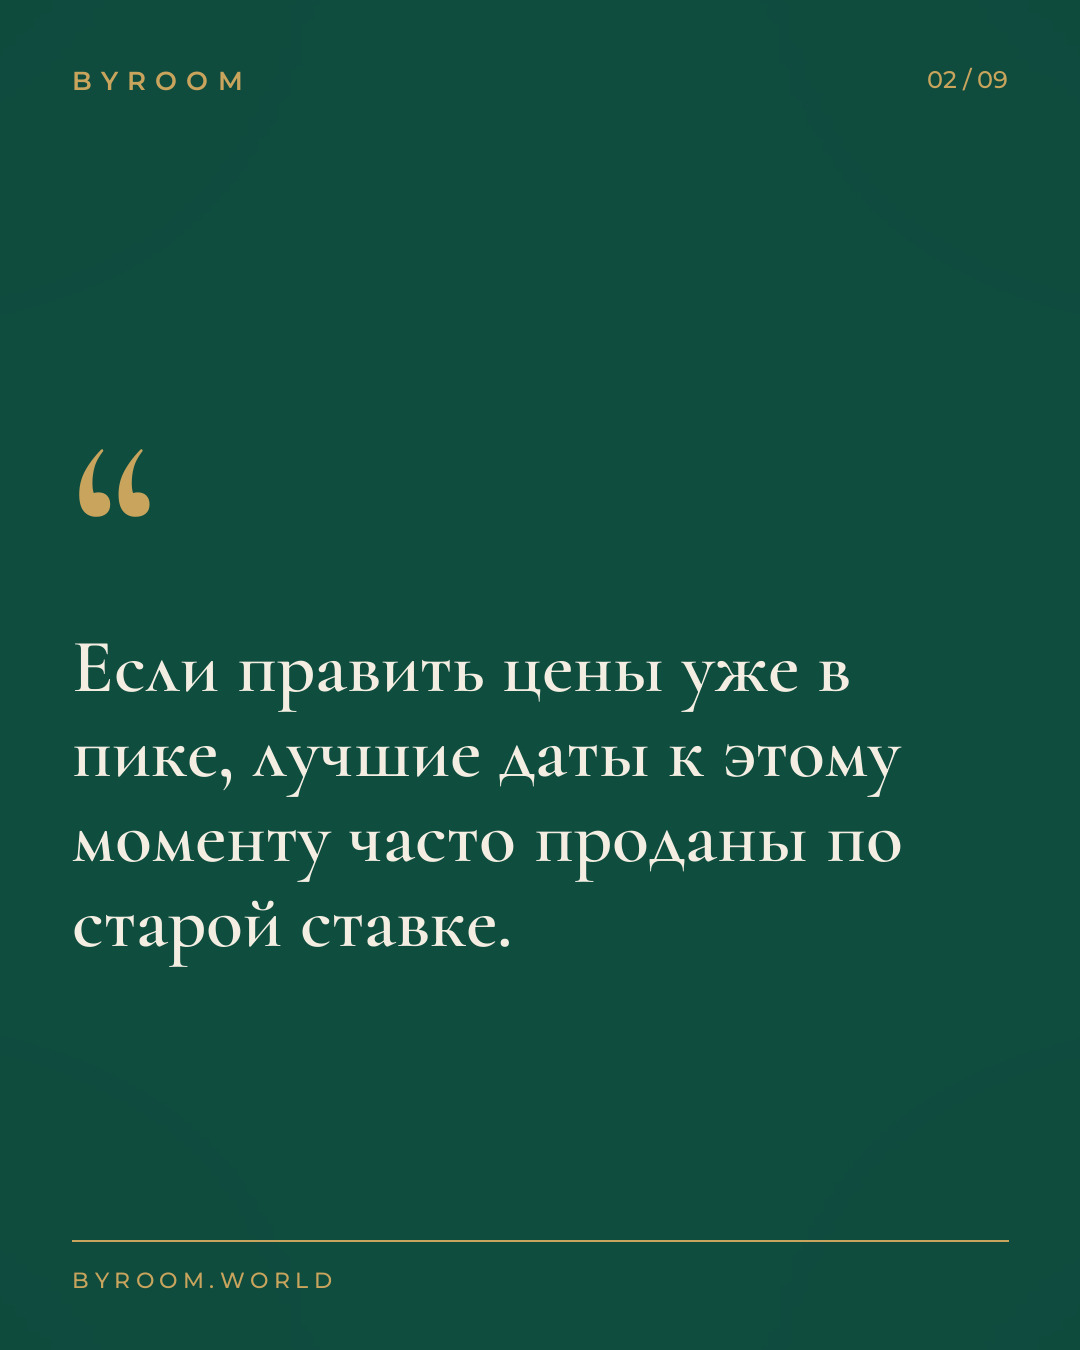 BYROOM
02 / 09
“
Если править цены уже в
пике, лучшие даты к этому
моменту часто проданы по
старой ставке.
BYROOM.WORLD